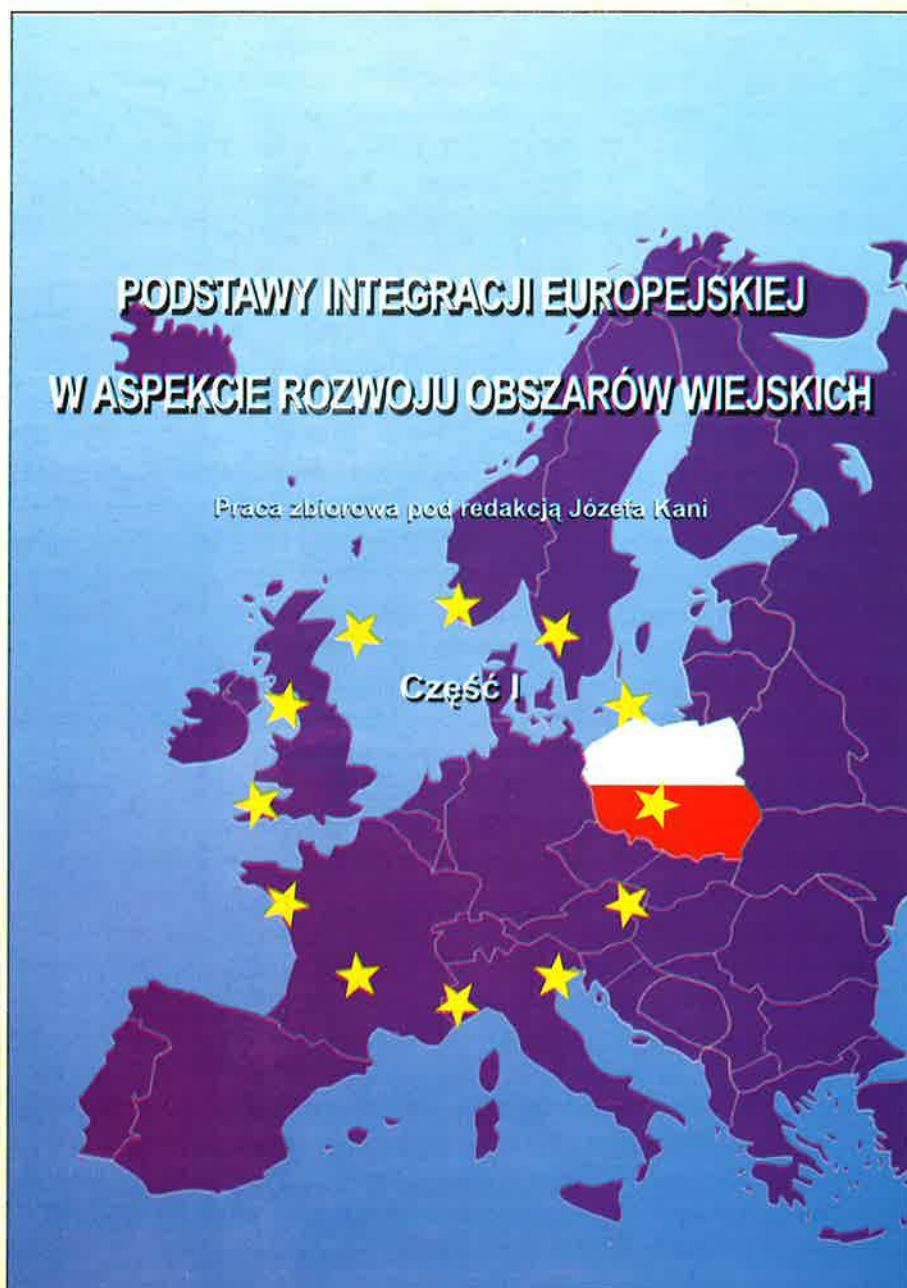 PODSTAWY INTEGRACJI EUROPEJSKIEJ
W ASPEKCIE ROZWOJU OBSZARÓW WIEJSKICH
Praca zbiorowa pod redakcją Józefa Kani
Część I